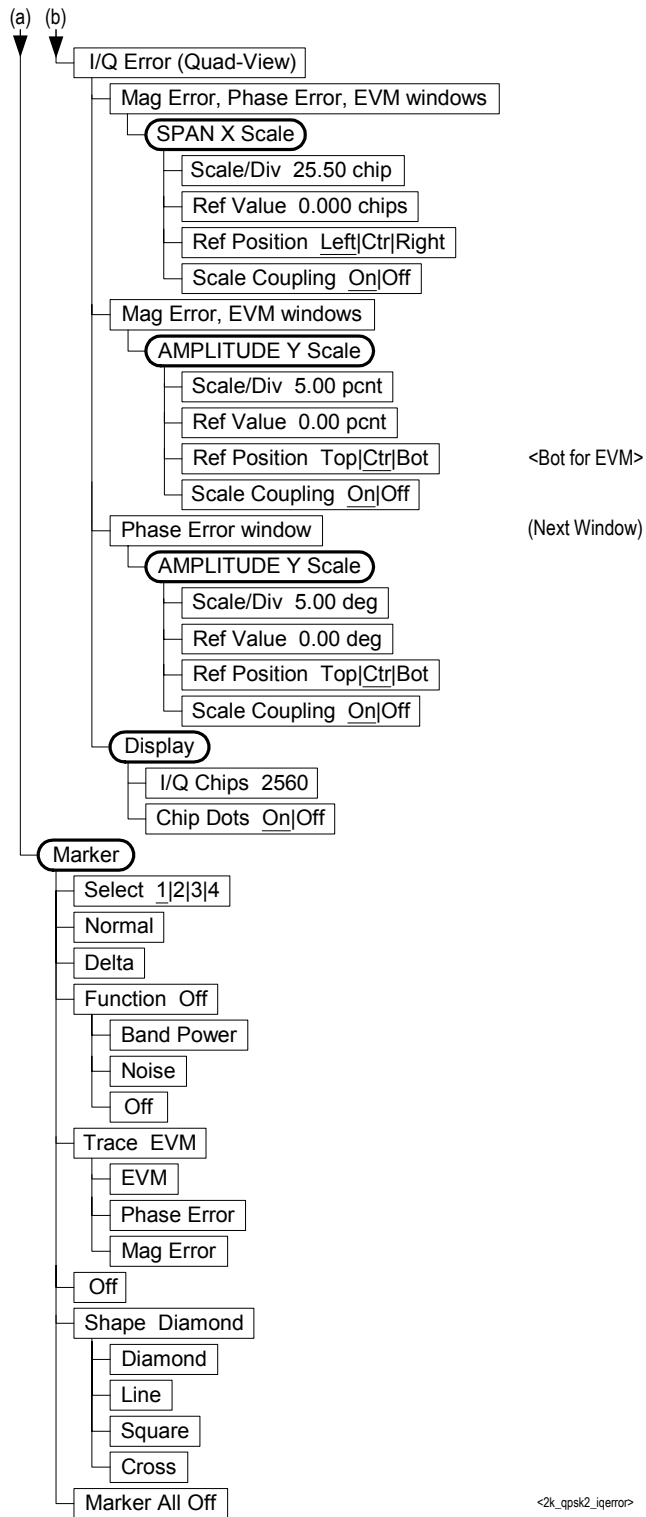 (a) (b)
I/Q Error (Quad-View)
Mag Error, Phase Error, EVM windows
SPAN X Scale
Scale/Div 25.50 chip
Ref Value 0.000 chips
Ref Position Left|Ctr|Right
Scale Coupling On|Off
Mag Error, EVM windows
AMPLITUDE Y Scale
Scale/Div 5.00 pcnt
Ref Value 0.00 pcnt
Ref Position Top|Ctr|Bot <Bot for EVM>
Scale Coupling On|Off
Phase Error window (Next Window)
AMPLITUDE Y Scale
Scale/Div 5.00 deg
Ref Value 0.00 deg
Ref Position Top|Ctr|Bot
Scale Coupling On|Off
Display
I/Q Chips 2560
Chip Dots On|Off
Marker
Select 1|2|3|4
Normal
Delta
Function Off
Band Power
Noise
Off
Trace EVM
EVM
Phase Error
Mag Error
Off
Shape Diamond
Diamond
Line
Square
Cross
Marker All Off <2k_qpsk2_iqerror>